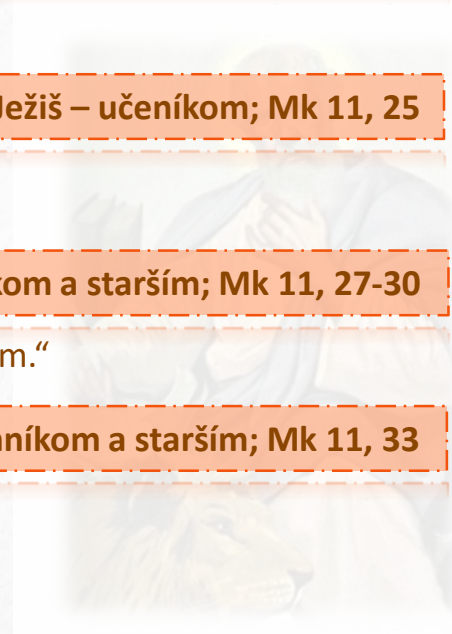 Ježiš – učeníkom; Mk 11, 25
kom a starším; Mk 11, 27-30
m.“
níkom a starším; Mk 11, 33